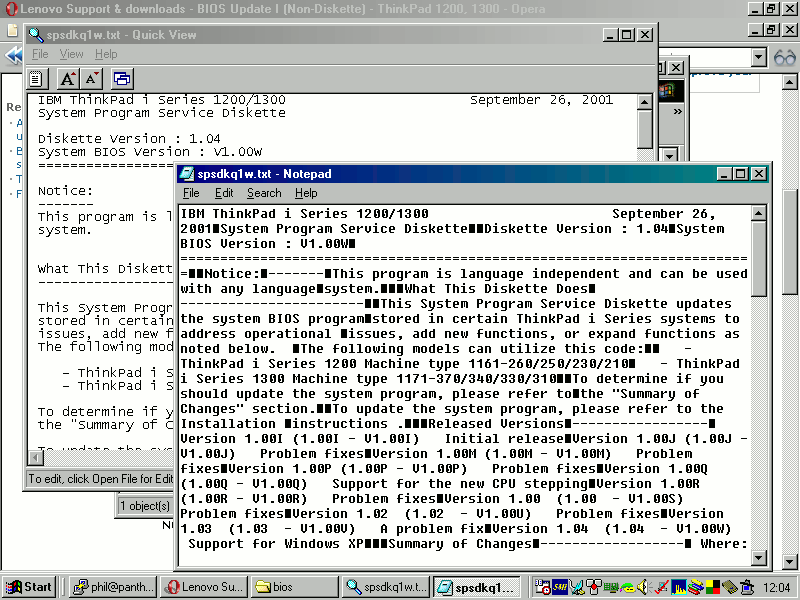 Lenovo Support & downloads - BIOS Update I (Non-Diskette) - ThinkPad 1200, 1300 - Opera
spsdkq1w.txt - Quick View
File View Help
IBM ThinkPad i Series 1200/1300 September 26, 2001
System Program Service Diskette
Diskette Version : 1.04
System BIOS Version : V1.00W
Notice:
-------
This program is l
system.
What This Diskett
This System Progr
stored in certain
issues, add new f
The following mod
- ThinkPad i S
- ThinkPad i S
To determine if y
the "Summary of C
To update the system
To edit, click Open File for Edit
1 object(s)
spsdkq1w.txt - Notepad
File Edit Search Help
IBM ThinkPad i Series 1200/1300 September 26,
2001■System Program Service Diskette■■Diskette Version : 1.04■System
BIOS Version : V1.00W■
=====================================================================
=■■Notice:■-------■This program is language independent and can be used
with any language■system.■■■What This Diskette Does■
-----------------------■■This System Program Service Diskette updates
the system BIOS program■stored in certain ThinkPad i Series systems to
address operational ■issues, add new functions, or expand functions as
noted below. ■The following models can utilize this code:■■ -
ThinkPad i Series 1200 Machine type 1161-260/250/230/210■ - ThinkPad
i Series 1300 Machine type 1171-370/340/330/310■■To determine if you
should update the system program, please refer to■the "Summary of
Changes" section.■■To update the system program, please refer to the
Installation ■instructions .■■■Released Versions■-----------------■
Version 1.00I (1.00I - V1.00I) Initial release■Version 1.00J (1.00J -
V1.00J) Problem fixes■Version 1.00M (1.00M - V1.00M) Problem
fixes■Version 1.00P (1.00P - V1.00P) Problem fixes■Version 1.00Q
(1.00Q - V1.00Q) Support for the new CPU stepping■Version 1.00R
(1.00R - V1.00R) Problem fixes■Version 1.00 (1.00 - V1.00S)
Problem fixes■Version 1.02 (1.02 - V1.00U) Problem fixes■Version
1.03 (1.03 - V1.00V) A problem fix■Version 1.04 (1.04 - V1.00W)
Support for Windows XP■■■Summary of Changes■------------------■ Where:
Start
phil@panth...
Lenovo Su...
bios
spsdkq1w.t...
spsdkq1...
12:04